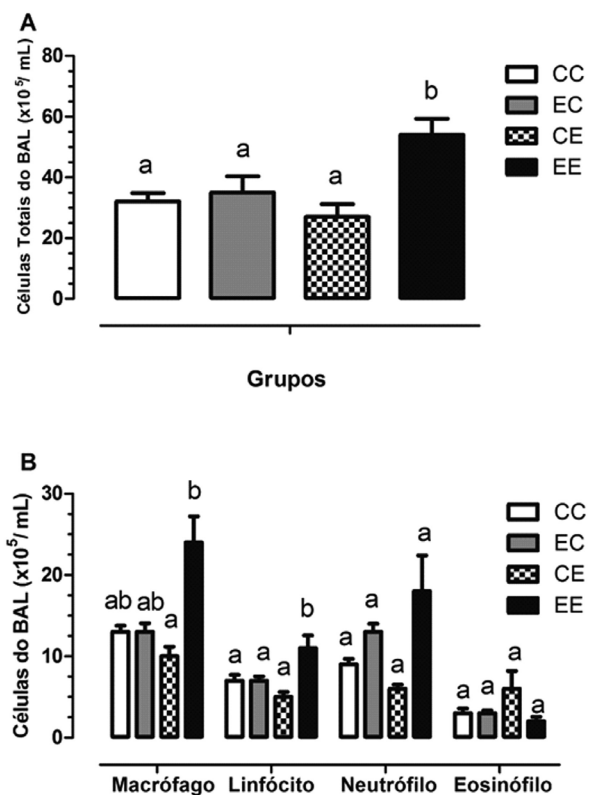 A
Células Totais do BAL (x10⁵/ mL)
80
60
40
20
0
a
a
a
b
CC
EC
CE
EE
Grupos
B
Células do BAL (x10⁵/ mL)
30
20
10
0
ab
ab
a
b
a
a
a
b
a
a
a
a
a
a
a
a
CC
EC
CE
EE
Macrófago Linfócito Neutrófilo Eosinófilo